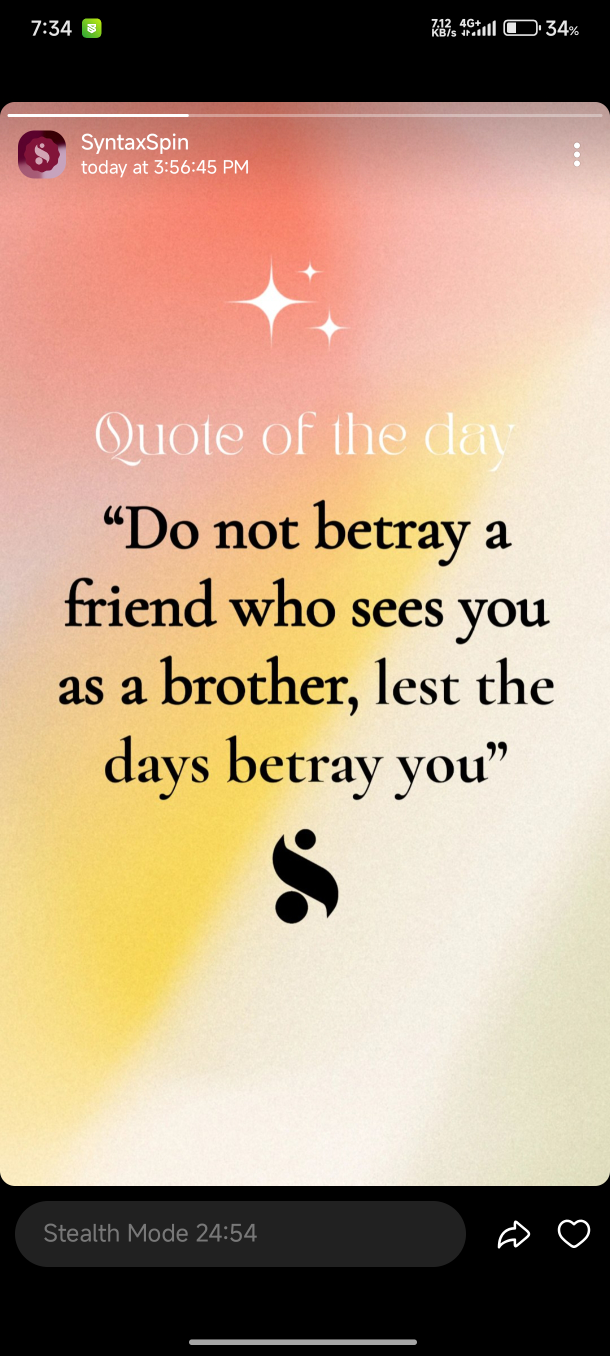 7:34
7.12 KB/s 4G+ 34%
SyntaxSpin
today at 3:56:45 PM
Quote of the day
“Do not betray a
friend who sees you
as a brother, lest the
days betray you”
Stealth Mode 24:54